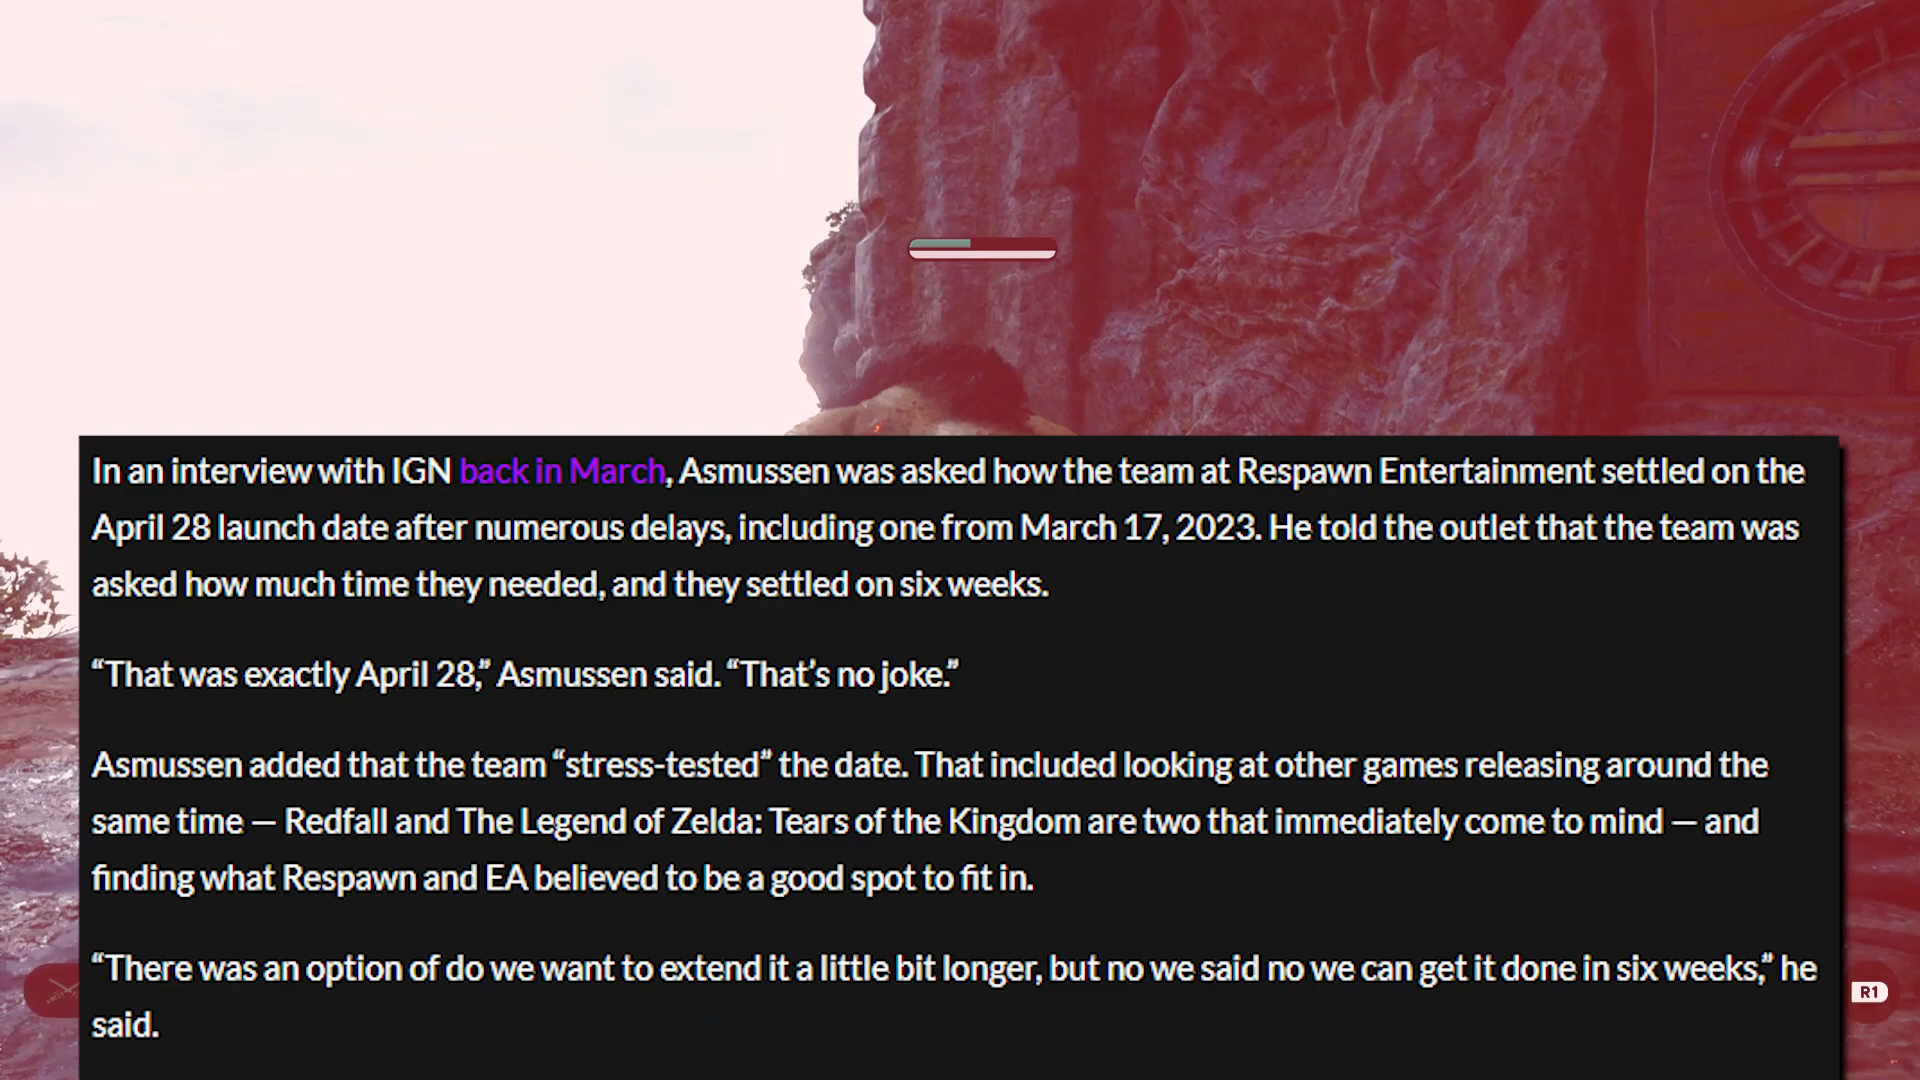 In an interview with IGN back in March, Asmussen was asked how the team at Respawn Entertainment settled on the
April 28 launch date after numerous delays, including one from March 17, 2023. He told the outlet that the team was
asked how much time they needed, and they settled on six weeks.
“That was exactly April 28,” Asmussen said. “That’s no joke.”
Asmussen added that the team “stress-tested” the date. That included looking at other games releasing around the
same time — Redfall and The Legend of Zelda: Tears of the Kingdom are two that immediately come to mind — and
finding what Respawn and EA believed to be a good spot to fit in.
“There was an option of do we want to extend it a little bit longer, but no we said no we can get it done in six weeks,” he
said.
R1